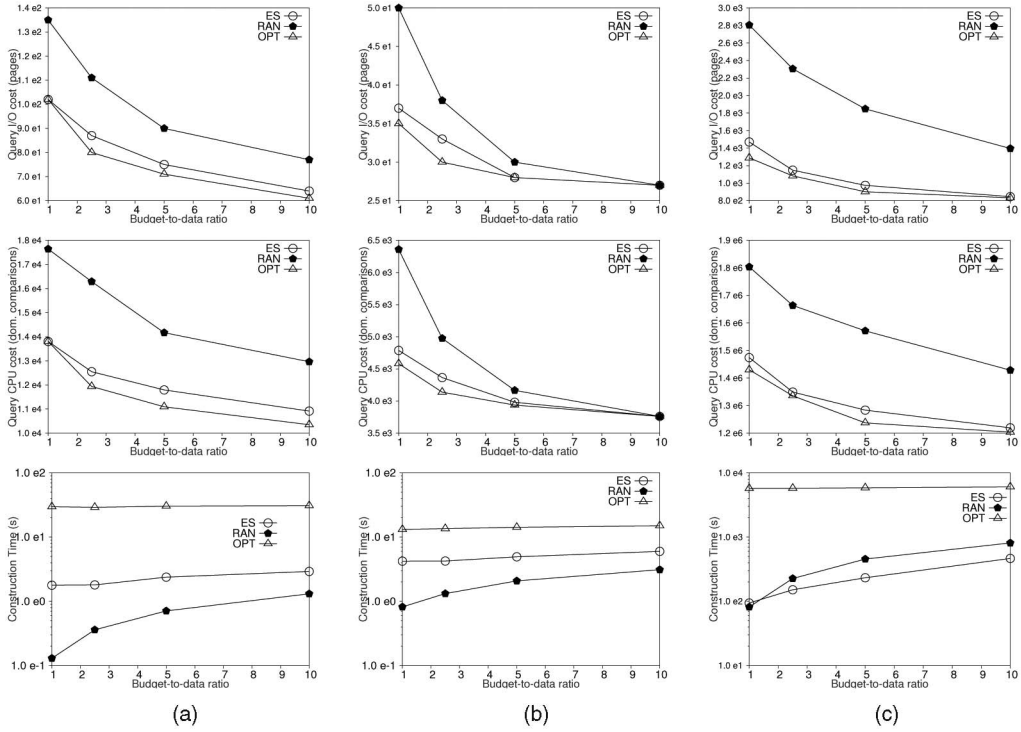 1.4 e2
1.3 e2
1.2 e2
1.1 e2
1.0 e2
9.0 e1
8.0 e1
7.0 e1
6.0 e1
Query I/O cost (pages)
ES
RAN
OPT
1 2 3 4 5 6 7 8 9 10
Budget-to-data ratio
5.0 e1
4.5 e1
4.0 e1
3.5 e1
3.0 e1
2.5 e1
Query I/O cost (pages)
ES
RAN
OPT
1 2 3 4 5 6 7 8 9 10
Budget-to-data ratio
3.0 e3
2.8 e3
2.6 e3
2.4 e3
2.2 e3
2.0 e3
1.8 e3
1.6 e3
1.4 e3
1.2 e3
1.0 e3
8.0 e2
Query I/O cost (pages)
ES
RAN
OPT
1 2 3 4 5 6 7 8 9 10
Budget-to-data ratio
1.8 e4
1.7 e4
1.6 e4
1.5 e4
1.4 e4
1.3 e4
1.2 e4
1.1 e4
1.0 e4
Query CPU cost (dom. comparisons)
ES
RAN
OPT
1 2 3 4 5 6 7 8 9 10
Budget-to-data ratio
6.5 e3
6.0 e3
5.5 e3
5.0 e3
4.5 e3
4.0 e3
3.5 e3
Query CPU cost (dom. comparisons)
ES
RAN
OPT
1 2 3 4 5 6 7 8 9 10
Budget-to-data ratio
1.9 e6
1.8 e6
1.7 e6
1.6 e6
1.5 e6
1.4 e6
1.3 e6
1.2 e6
Query CPU cost (dom. comparisons)
ES
RAN
OPT
1 2 3 4 5 6 7 8 9 10
Budget-to-data ratio
1.0 e2
1.0 e1
1.0 e0
1.0 e-1
Construction Time (s)
ES
RAN
OPT
1 2 3 4 5 6 7 8 9 10
Budget-to-data ratio
1.0 e2
1.0 e1
1.0 e0
1.0 e-1
Construction Time (s)
ES
RAN
OPT
1 2 3 4 5 6 7 8 9 10
Budget-to-data ratio
1.0 e4
1.0 e3
1.0 e2
1.0 e1
Construction Time (s)
ES
RAN
OPT
1 2 3 4 5 6 7 8 9 10
Budget-to-data ratio
(a)
(b)
(c)